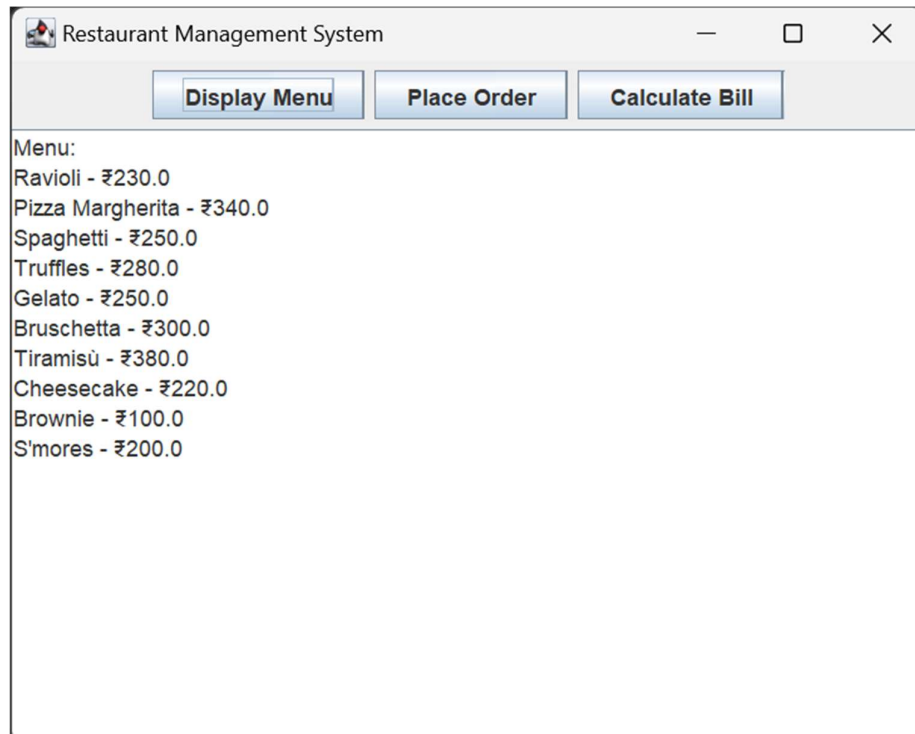 Restaurant Management System
Display Menu Place Order Calculate Bill
Menu:
Ravioli - ₹230.0
Pizza Margherita - ₹340.0
Spaghetti - ₹250.0
Truffles - ₹280.0
Gelato - ₹250.0
Bruschetta - ₹300.0
Tiramisù - ₹380.0
Cheesecake - ₹220.0
Brownie - ₹100.0
S'mores - ₹200.0